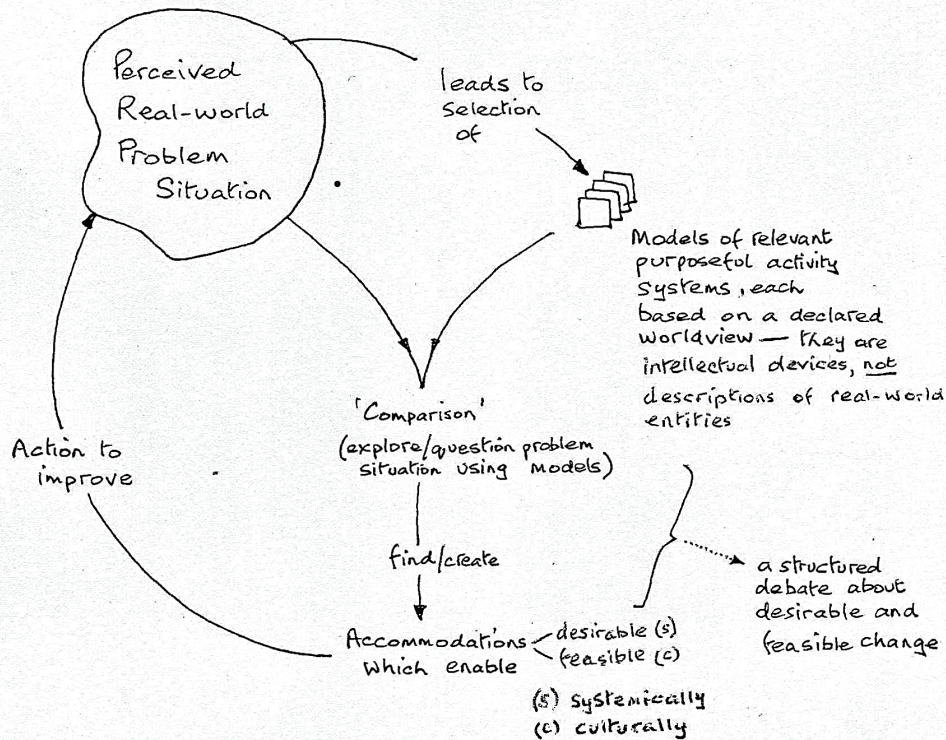 Perceived
Real-world
Problem
Situation
leads to
selection
of
Models of relevant
purposeful activity
systems, each
based on a declared
worldview — they are
intellectual devices, not
descriptions of real-world
entities
'Comparison'
(explore/question problem
situation using models)
find/create
Accommodations
which enable
desirable (s)
feasible (c)
(s) systemically
(c) culturally
a structured
debate about
desirable and
feasible change
Action to
improve